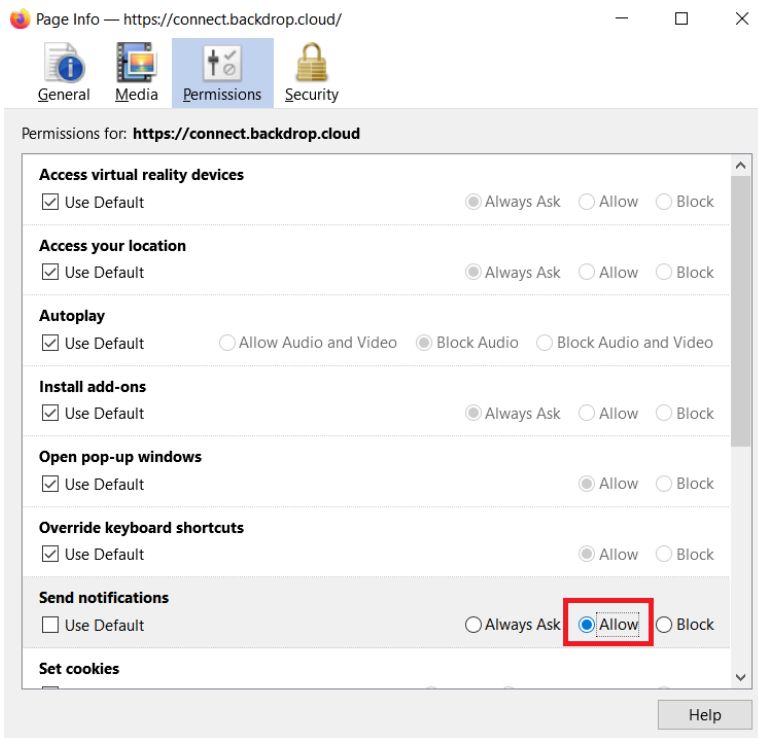 Page Info — https://connect.backdrop.cloud/
General Media Permissions Security
Permissions for: https://connect.backdrop.cloud
Access virtual reality devices
Use Default Always Ask Allow Block
Access your location
Use Default Always Ask Allow Block
Autoplay
Use Default Allow Audio and Video Block Audio Block Audio and Video
Install add-ons
Use Default Always Ask Allow Block
Open pop-up windows
Use Default Allow Block
Override keyboard shortcuts
Use Default Allow Block
Send notifications
Use Default Always Ask Allow Block
Set cookies
Help